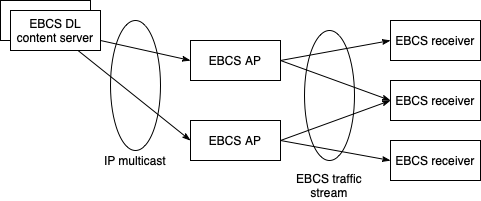 EBCS DL
content server
EBCS AP
EBCS AP
IP multicast
EBCS traffic
stream
EBCS receiver
EBCS receiver
EBCS receiver